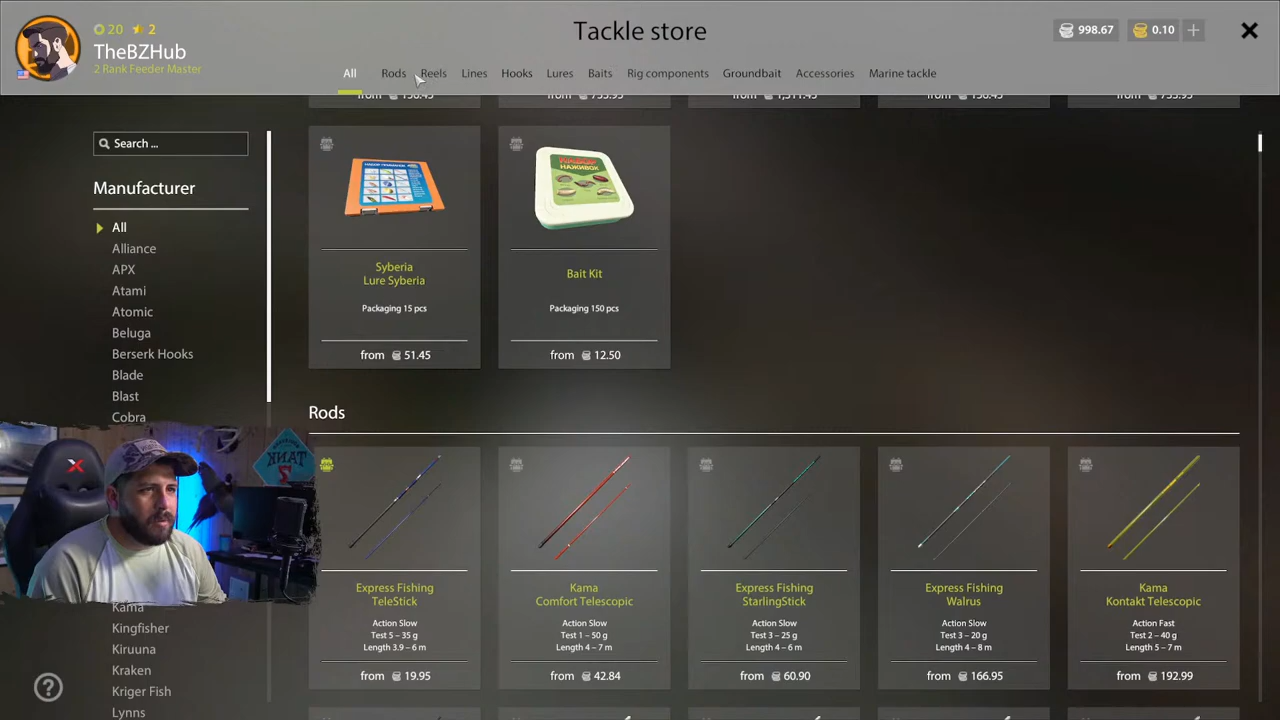 20 2
TheBZHub
2 Rank Feeder Master
Tackle store
998.67 0.10 +
All Rods Reels Lines Hooks Lures Baits Rig components Groundbait Accessories Marine tackle
Search ...
Manufacturer
All
Alliance
APX
Atami
Atomic
Beluga
Berserk Hooks
Blade
Blast
Cobra
Kama
Kingfisher
Kiruuna
Kraken
Kriger Fish
Lynns
НАБОР ПРИМАНОК
Syberia
Lure Syberia
Packaging 15 pcs
from 51.45
НАБОР
НАЖИВОК
Bait Kit
Packaging 150 pcs
from 12.50
Rods
Express Fishing
TeleStick
Action Slow
Test 5 – 35 g
Length 3.9 – 6 m
from 19.95
Kama
Comfort Telescopic
Action Slow
Test 1 – 50 g
Length 4 – 7 m
from 42.84
Express Fishing
StarlingStick
Action Slow
Test 3 – 25 g
Length 4 – 6 m
from 60.90
Express Fishing
Walrus
Action Slow
Test 3 – 20 g
Length 4 – 8 m
from 166.95
Kama
Kontakt Telescopic
Action Fast
Test 2 – 40 g
Length 5 – 7 m
from 192.99
TANK
2
?